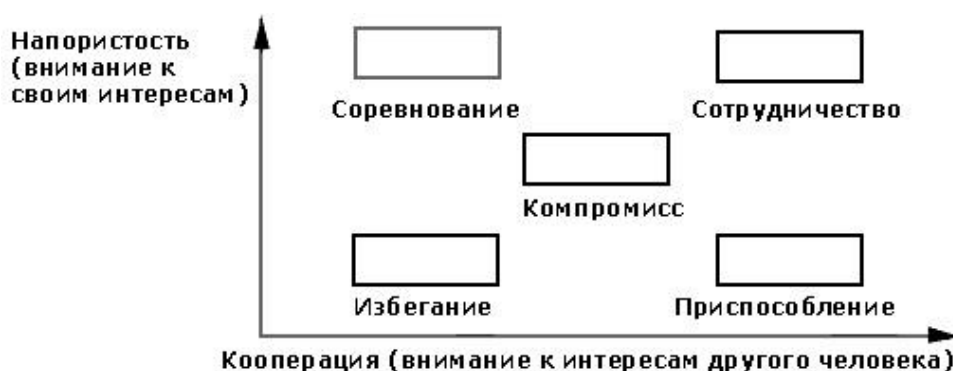 Напористость
(внимание к
своим интересам)
Соревнование
Сотрудничество
Компромисс
Избегание
Приспособление
Кооперация (внимание к интересам другого человека)